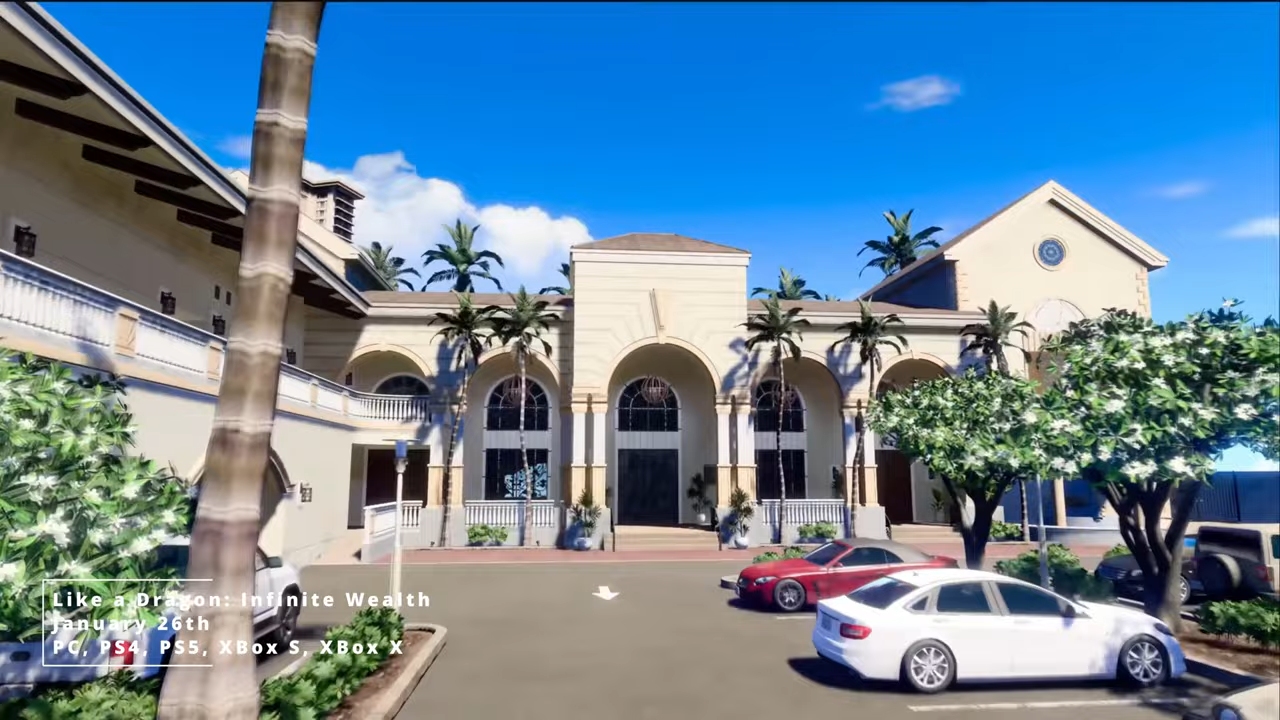 Like a Dragon: Infinite Wealth
January 26th
PC, PS4, PS5, XBox S, XBox X